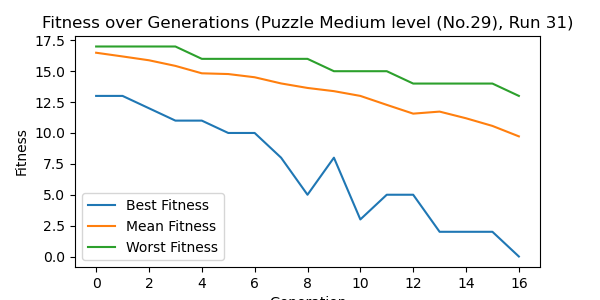 Fitness over Generations (Puzzle Medium level (No.29), Run 31)
17.5
15.0
12.5
10.0
7.5
5.0
2.5
0.0
Fitness
Best Fitness
Mean Fitness
Worst Fitness
0 2 4 6 8 10 12 14 16
Generation